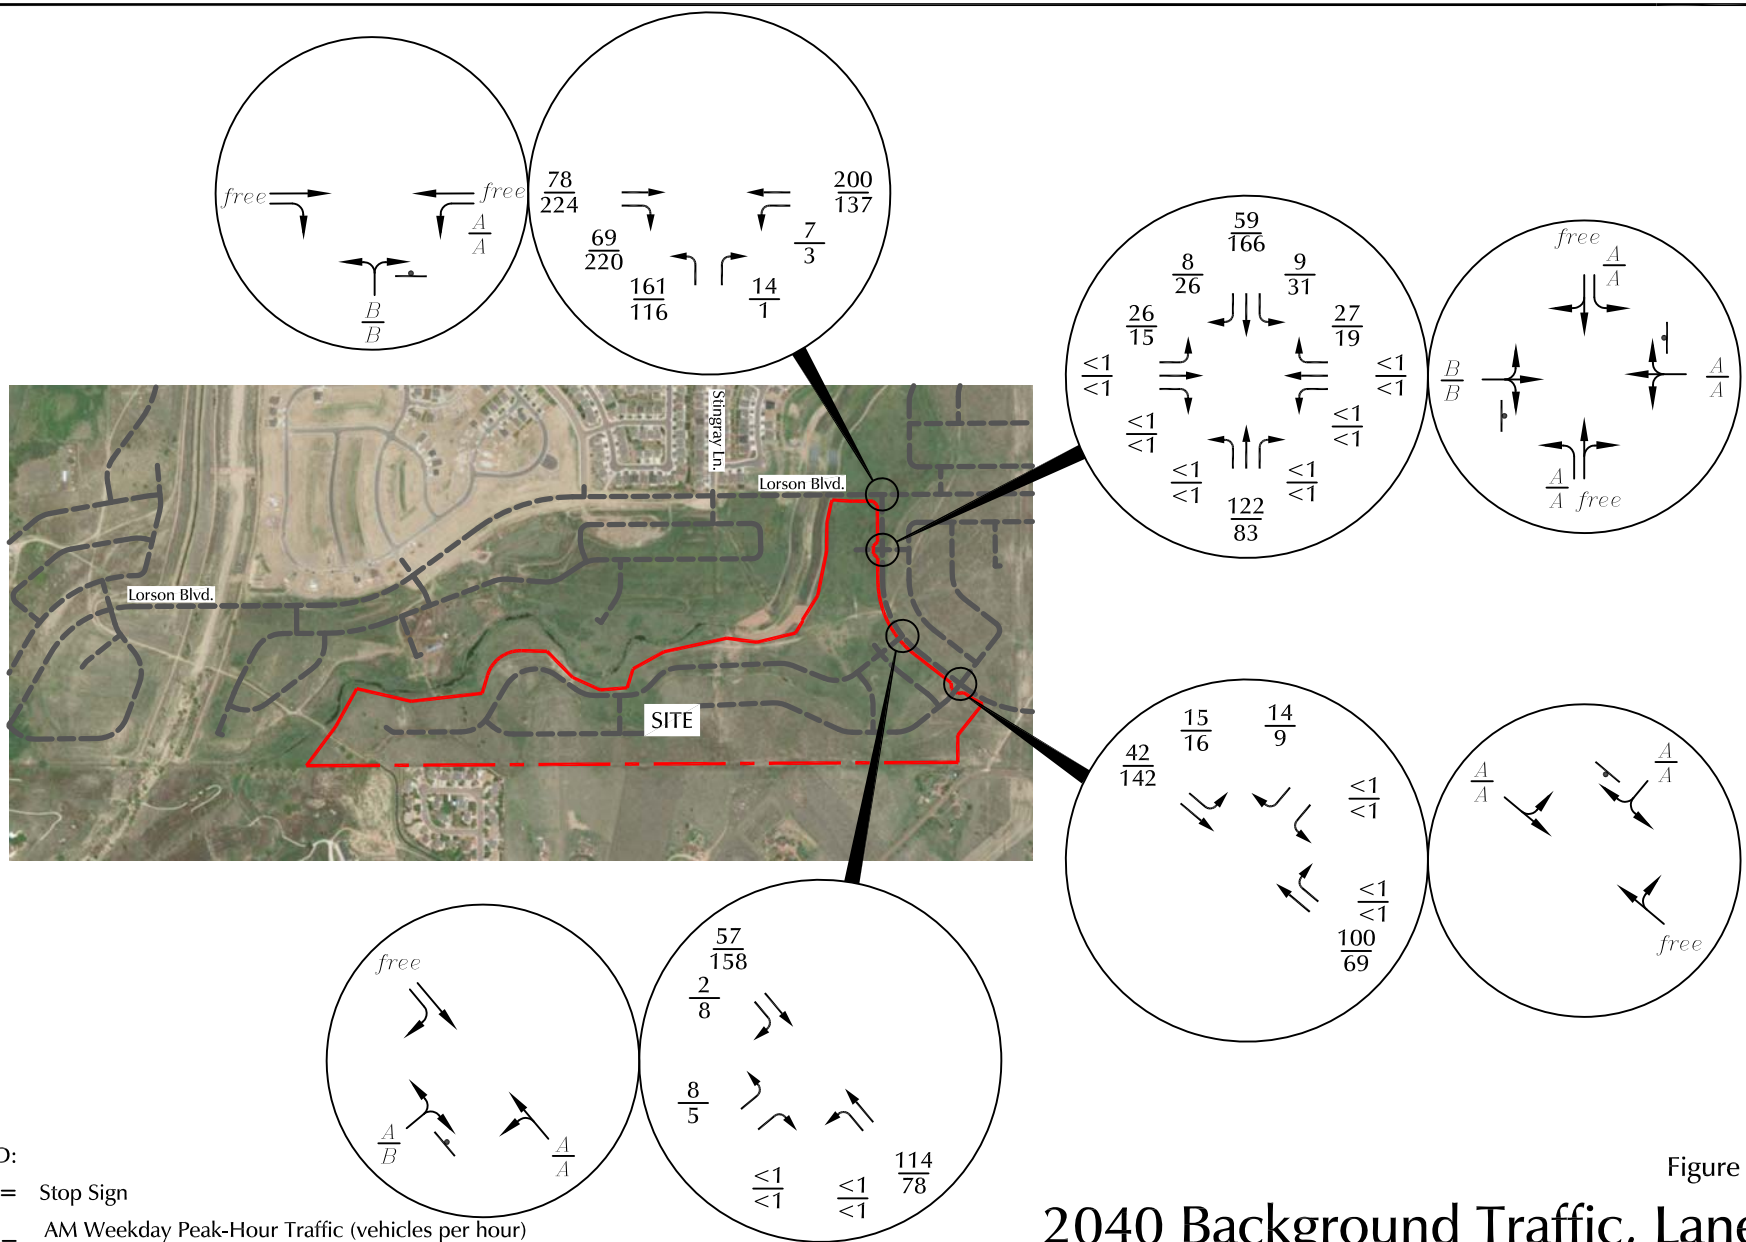 free
free
A
A
B
B
78
224
69
220
161
116
14
1
7
3
200
137
59
166
8
26
9
31
26
15
27
19
<1
<1
<1
<1
<1
<1
<1
<1
<1
<1
<1
<1
122
83
free
A
A
B
B
A
A
A
A
free
Stingray Ln.
Lorson Blvd.
Lorson Blvd.
SITE
15
16
14
9
42
142
<1
<1
<1
<1
100
69
A
A
A
A
free
free
A
B
A
A
57
158
2
8
8
5
<1
<1
<1
<1
114
78
D:
= Stop Sign
= AM Weekday Peak-Hour Traffic (vehicles per hour)
Figure
2040 Background Traffic, Lane